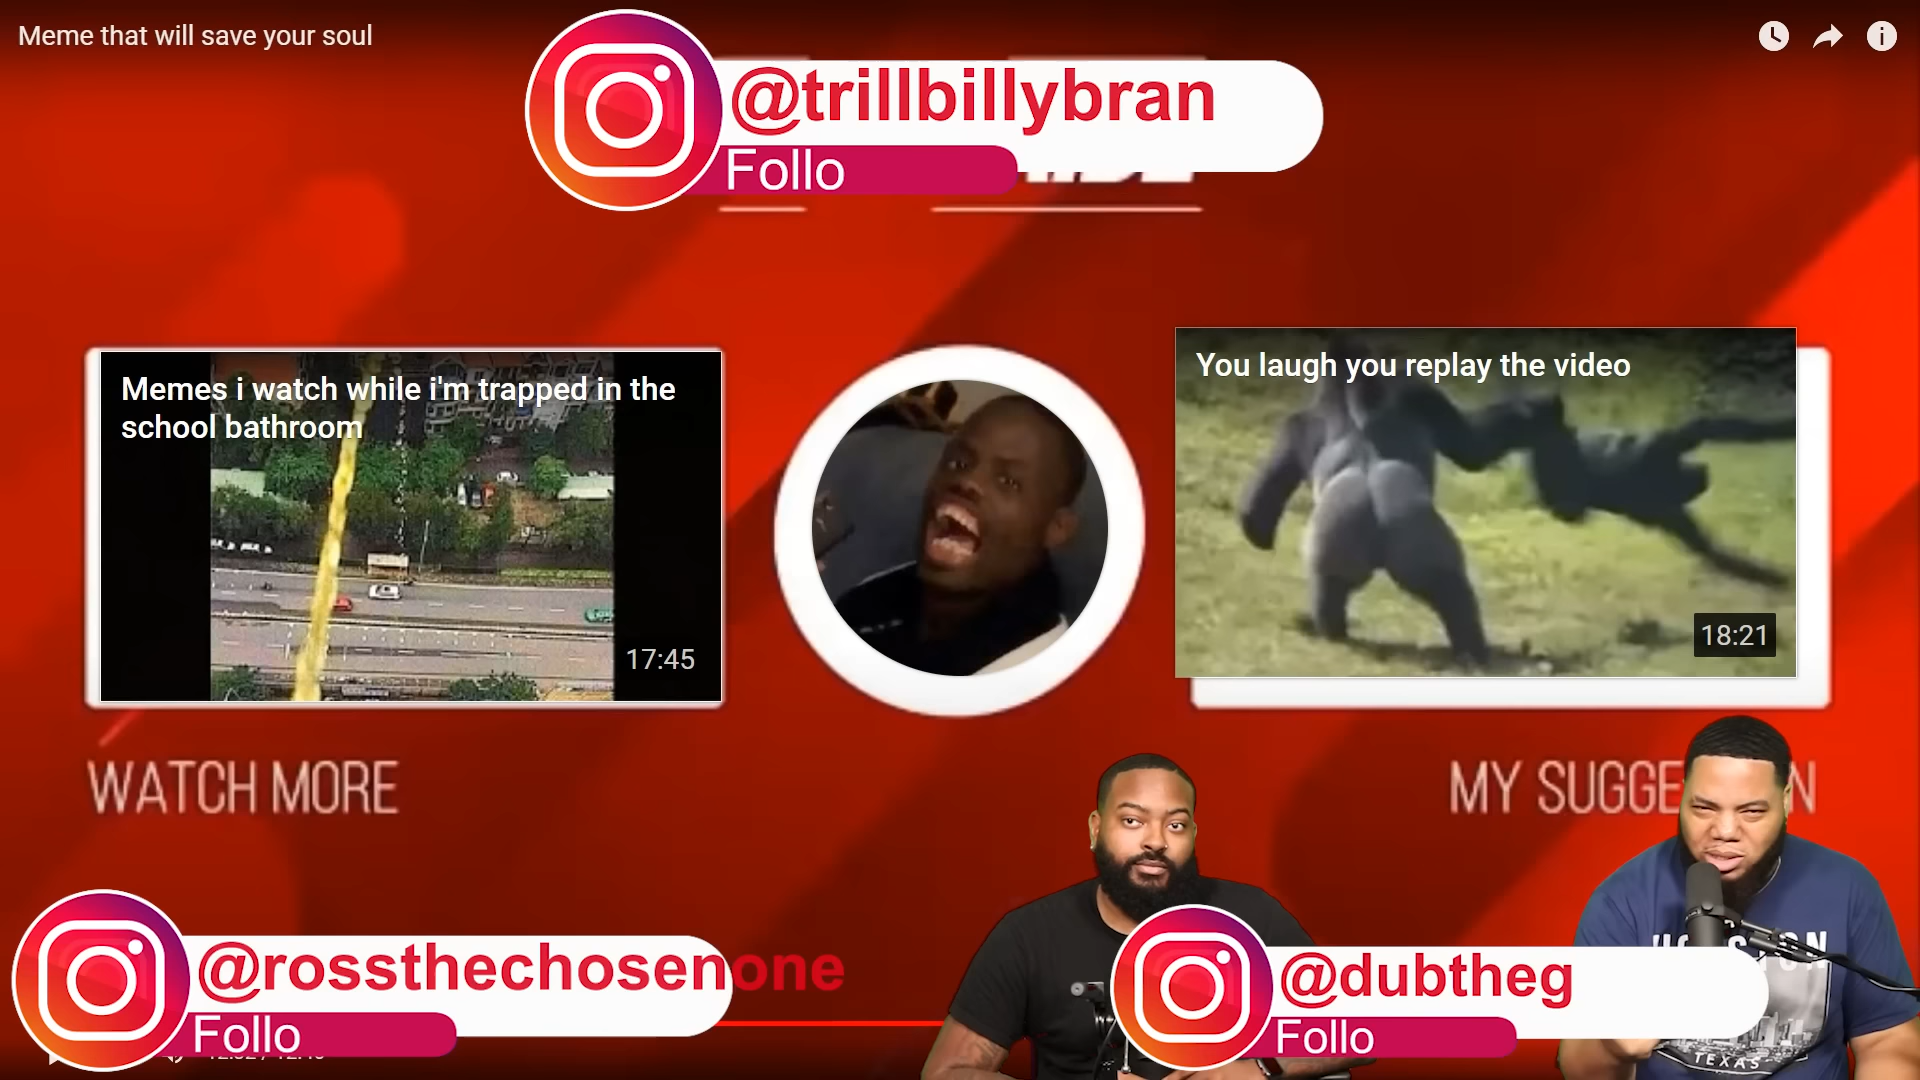 Meme that will save your soul
@trillbillybran
Follo
Memes i watch while i'm trapped in the
school bathroom
17:45
You laugh you replay the video
18:21
WATCH MORE
MY SUGGE N
@rossthechosenone
Follo
@dubtheg
Follo
TEXAS